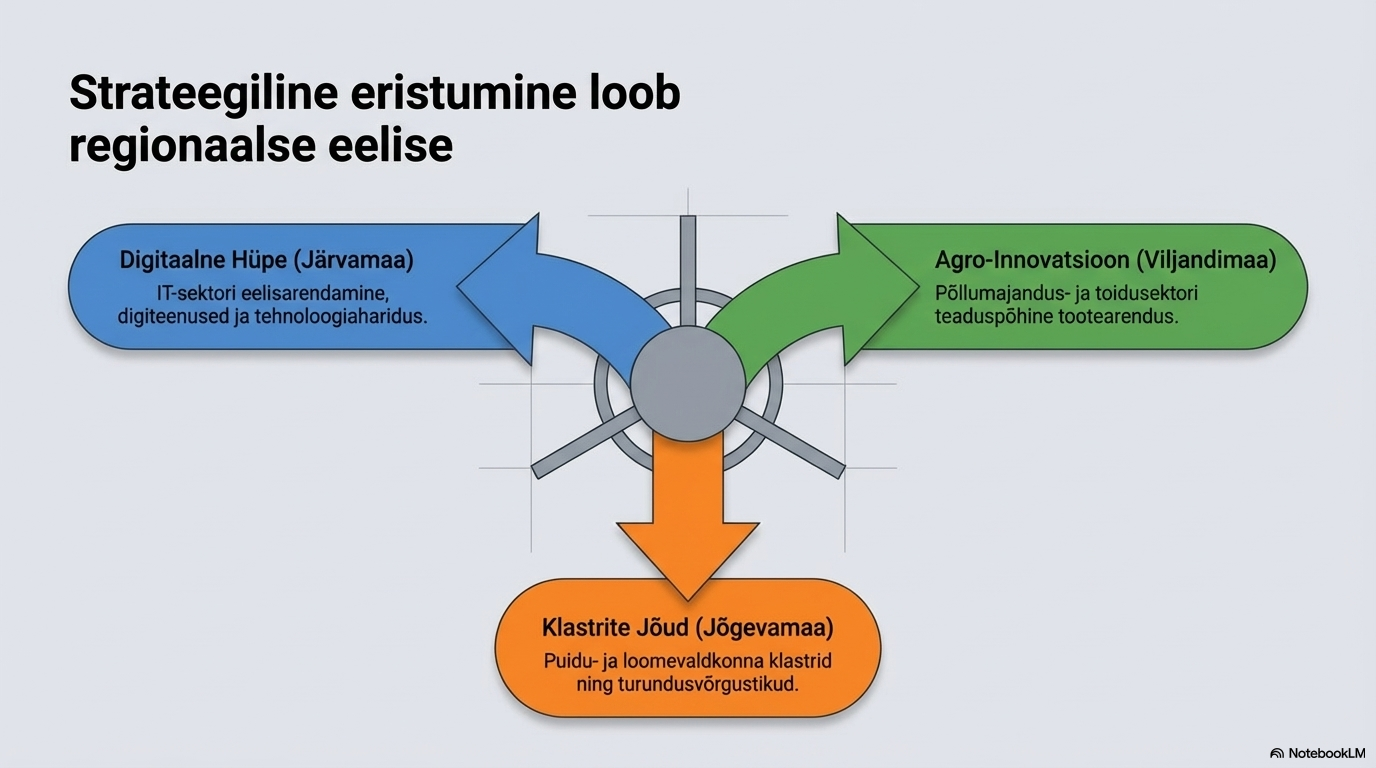 Strateegiline eristumine loob
regionaalse eelise
Digitaalne Hüpe (Järvamaa)
IT-sektori eelisarendamine,
digiteenused ja tehnoloogiaharidus.
Agro-Innovatsioon (Viljandimaa)
Põllumajandus- ja toidusektori
teaduspõhine tootearendus.
Klastrite Jõud (Jõgevamaa)
Puidu- ja loomevaldkonna klastrid
ning turundusvõrgustikud.
NotebookLM